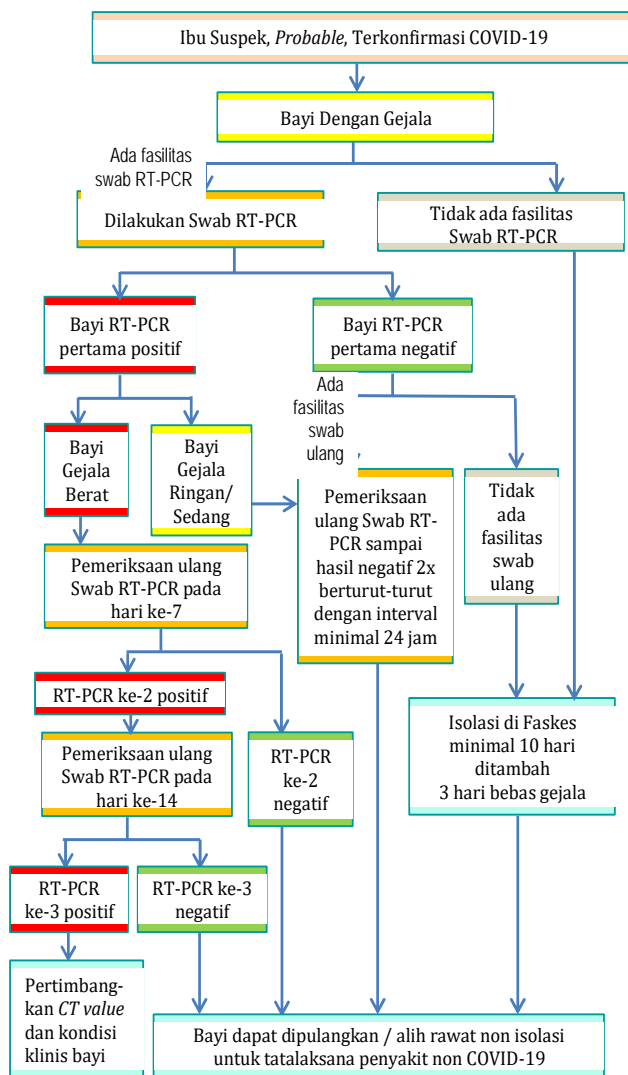 Ibu Suspek, Probable, Terkonfirmasi COVID-19
Bayi Dengan Gejala
Ada fasilitas
swab RT-PCR
Dilakukan Swab RT-PCR
Tidak ada fasilitas
Swab RT-PCR
Bayi RT-PCR
pertama positif
Bayi RT-PCR
pertama negatif
Ada
fasilitas
swab
ulang
Bayi
Gejala
Berat
Bayi
Gejala
Ringan/
Sedang
Pemeriksaan
ulang Swab RT-
PCR sampai
hasil negatif 2x
berturut-turut
dengan interval
minimal 24 jam
Tidak
ada
fasilitas
swab
ulang
Pemeriksaan ulang
Swab RT-PCR pada
hari ke-7
RT-PCR ke-2 positif
Pemeriksaan ulang
Swab RT-PCR pada
hari ke-14
RT-PCR
ke-2
negatif
Isolasi di Faskes
minimal 10 hari
ditambah
3 hari bebas gejala
RT-PCR
ke-3 positif
RT-PCR ke-3
negatif
Pertimbang-
kan CT value
dan kondisi
klinis bayi
Bayi dapat dipulangkan / alih rawat non isolasi
untuk tatalaksana penyakit non COVID-19